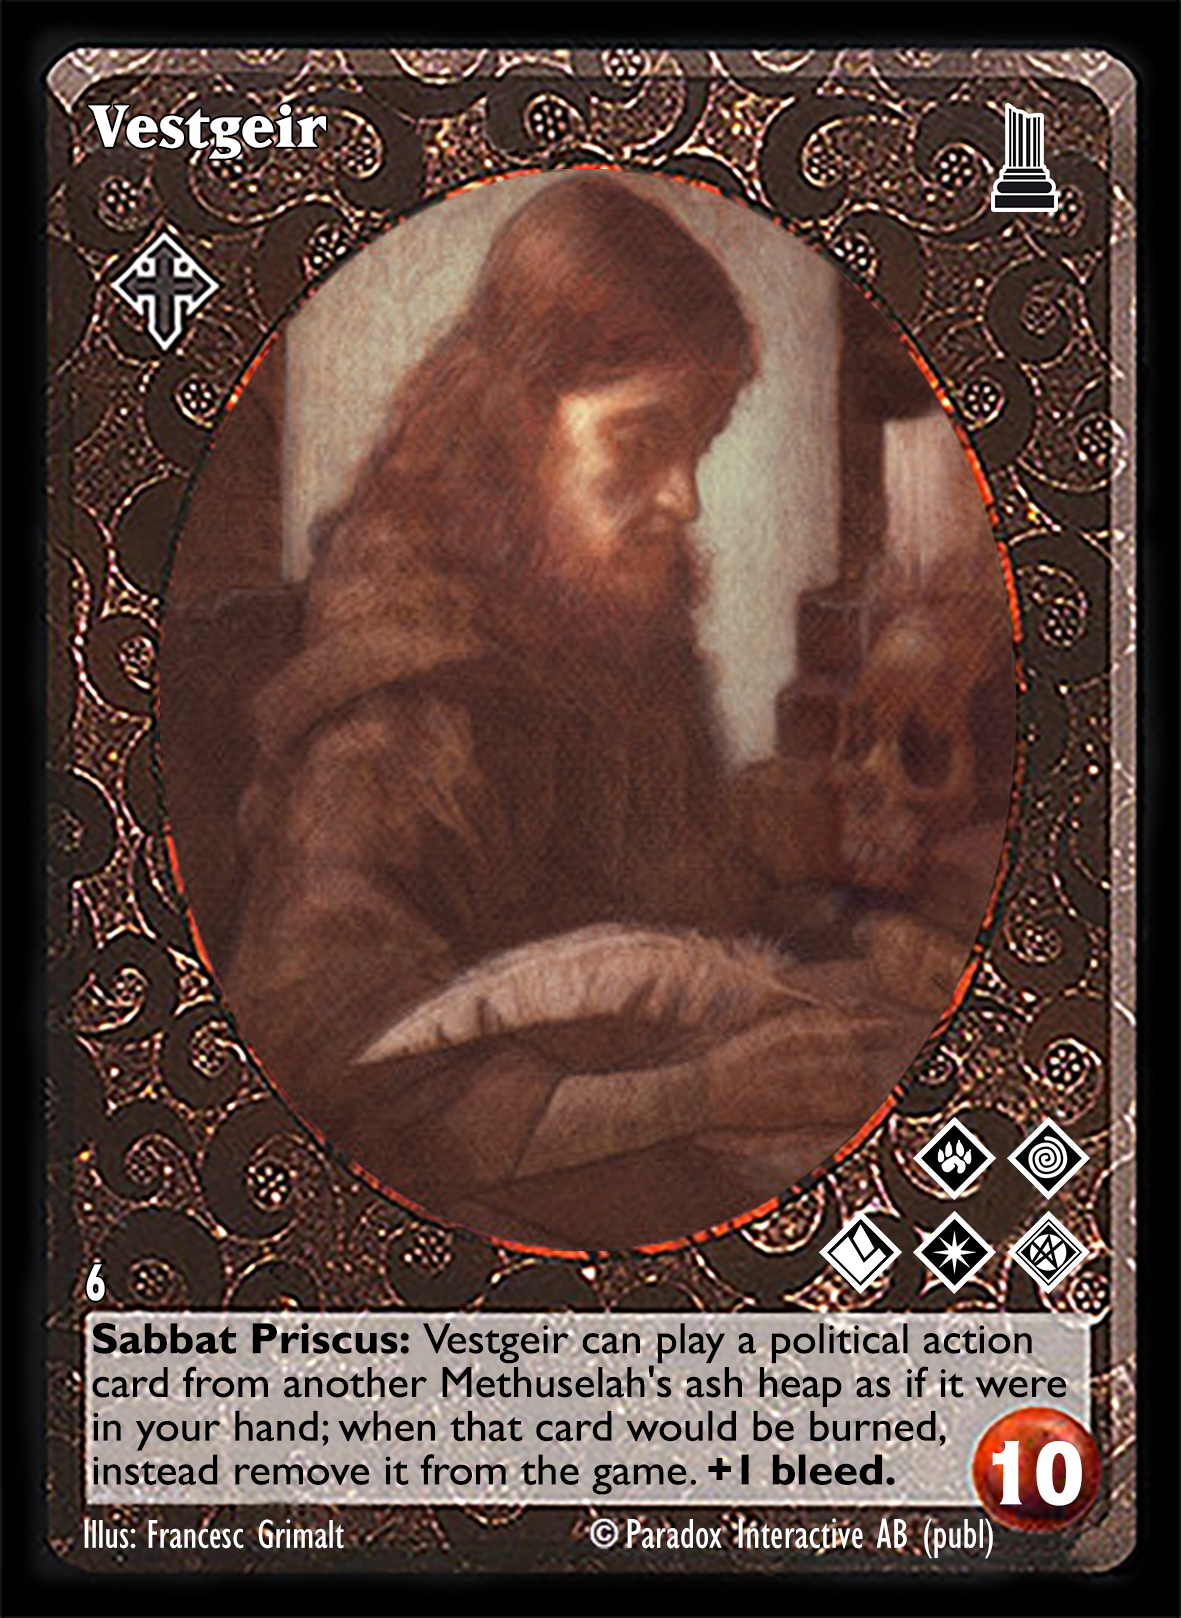 Vestgeir
6
Sabbat Priscus: Vestgeir can play a political action
card from another Methuselah's ash heap as if it were
in your hand; when that card would be burned,
instead remove it from the game. +1 bleed.
10
Illus: Francesc Grimalt
© Paradox Interactive AB (publ)